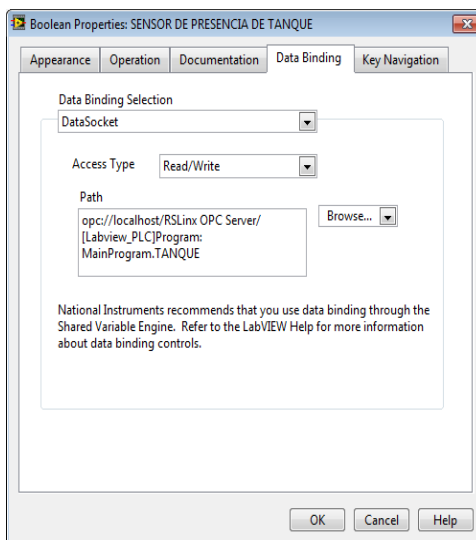 Boolean Properties: SENSOR DE PRESENCIA DE TANQUE
Appearance Operation Documentation Data Binding Key Navigation
Data Binding Selection
DataSocket
Access Type Read/Write
Path
opc://localhost/RSLinx OPC Server/
[Labview_PLC]Program:
MainProgram.TANQUE
Browse...
National Instruments recommends that you use data binding through the
Shared Variable Engine. Refer to the LabVIEW Help for more information
about data binding controls.
OK Cancel Help